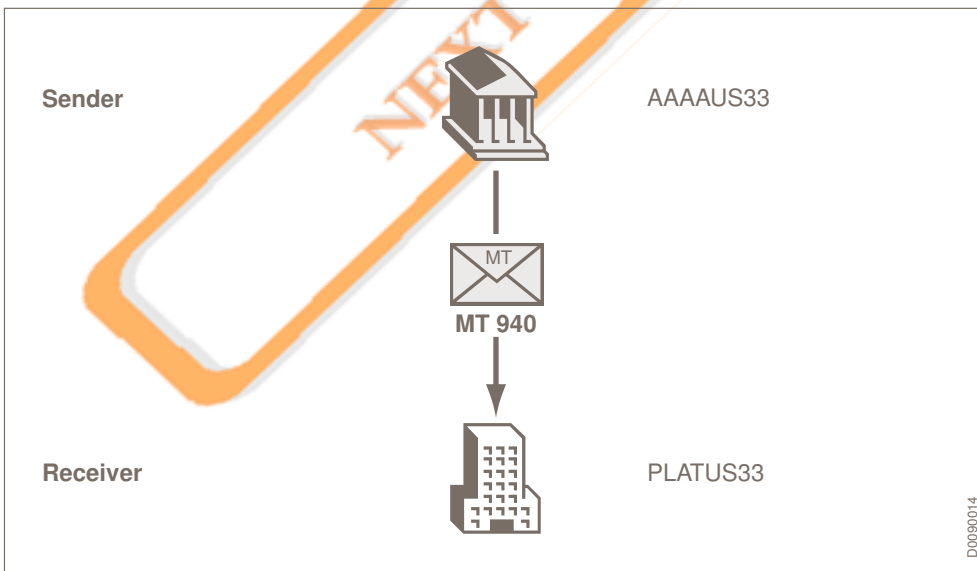 NEXT
Sender
AAAAUS33
MT
MT 940
Receiver
PLATUS33
D0090014